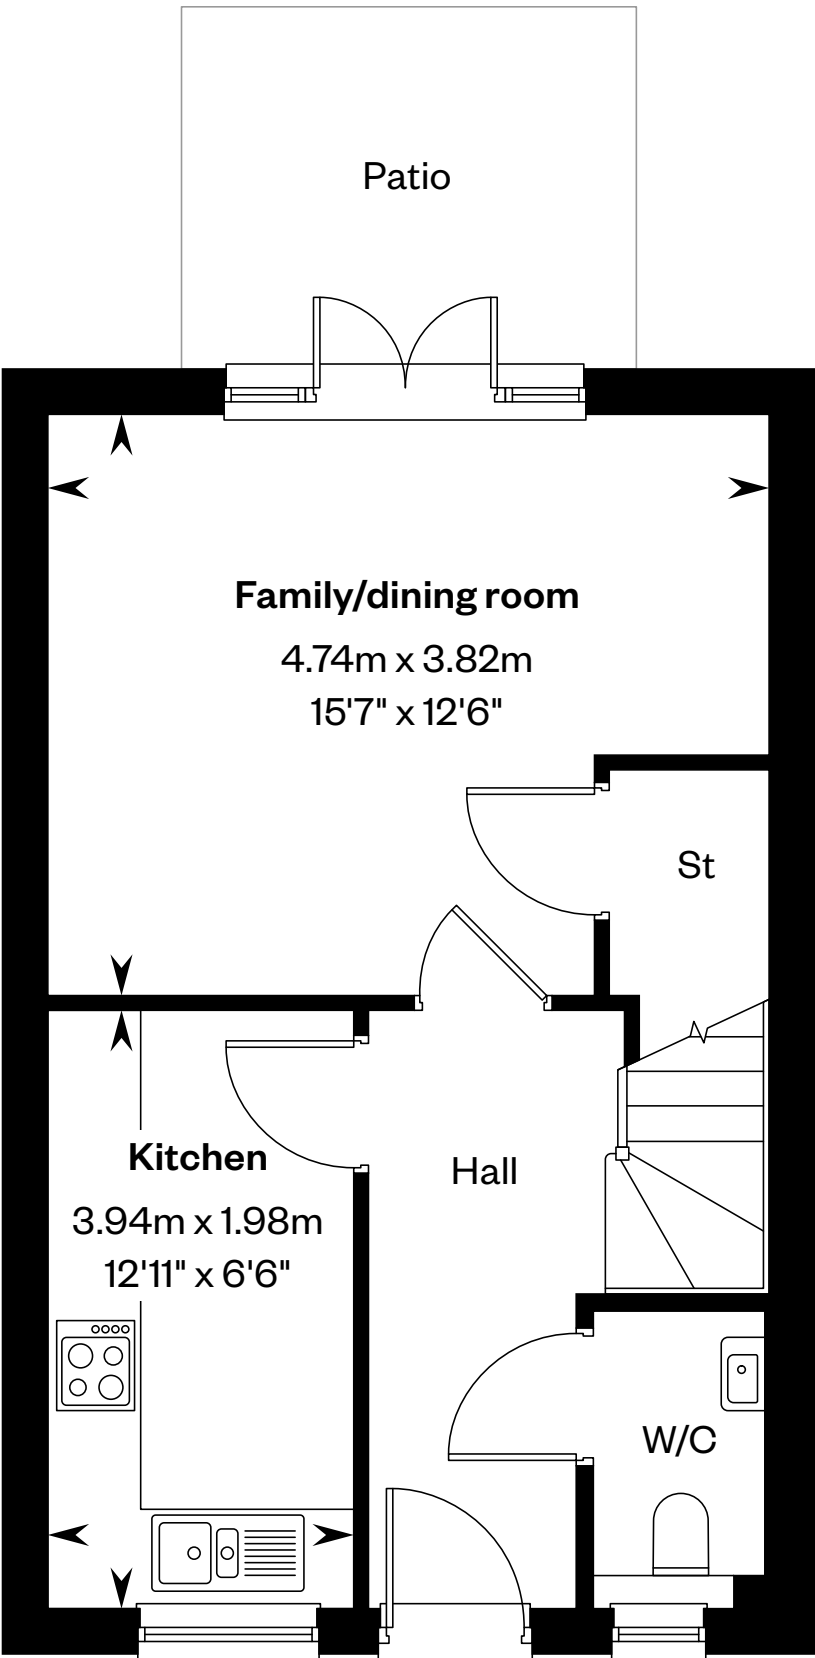 Patio
Family/dining room
4.74m x 3.82m
15'7" x 12'6"
St
Kitchen
3.94m x 1.98m
12'11" x 6'6"
Hall
W/C